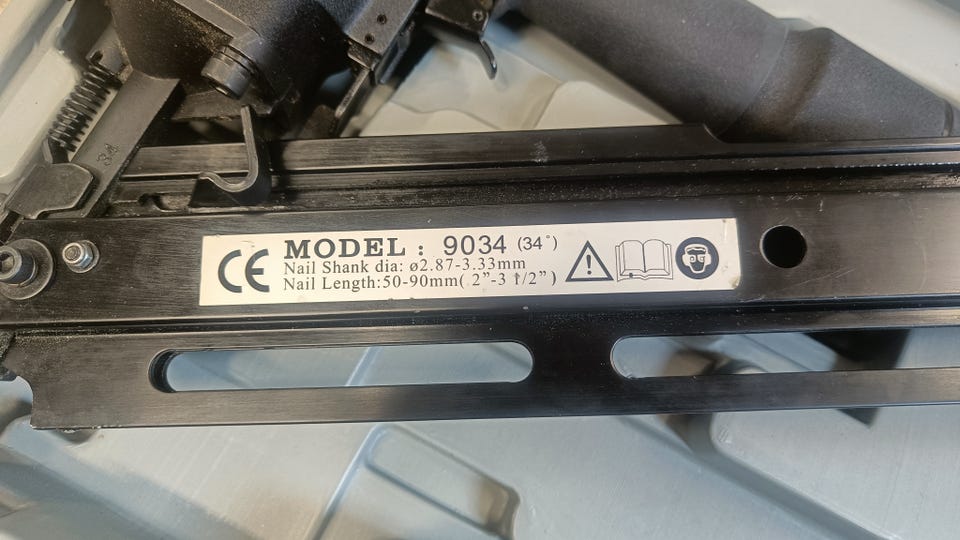 34
CE
MODEL : 9034 (34°)
Nail Shank dia: ø2.87-3.33mm
Nail Length:50-90mm( 2”-3 1/2” )